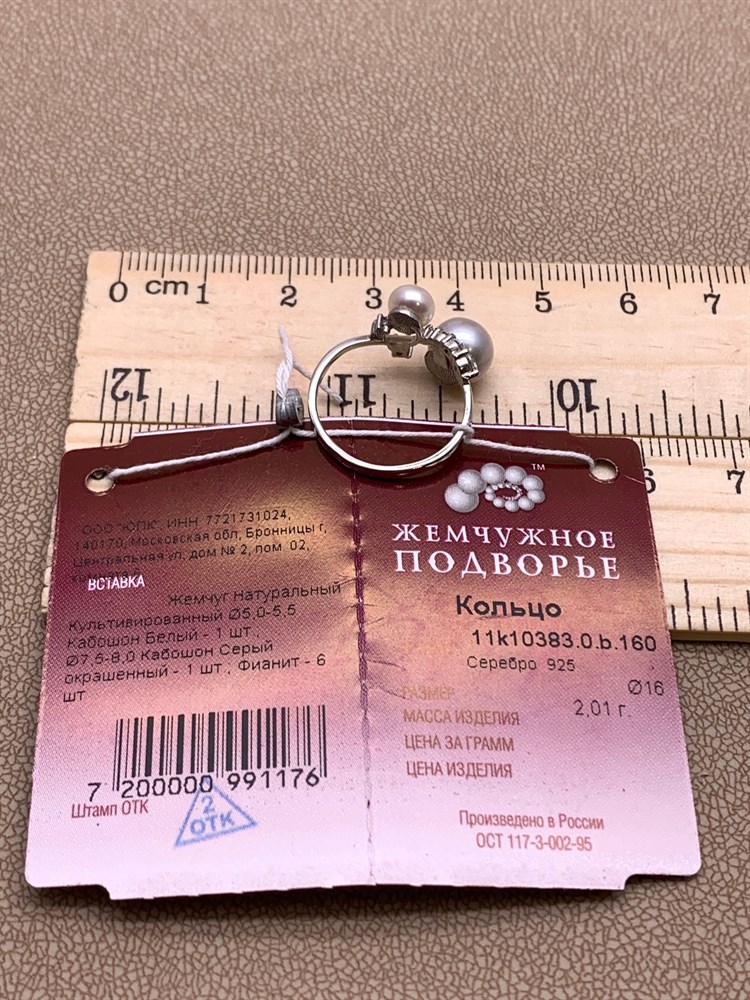 0 cm 1 2 3 4 5 6 7
12 11 10
6 7
ООО "ЮПК", ИНН 7721731024,
140170, Московская обл, Бронницы г,
Центральная ул, дом № 2, пом. 02,
ВСТАВКА
Жемчуг Натуральный
Культивированный Ø5,0-5,5
Кабошон Белый - 1 шт.,
Ø7,5-8,0 Кабошон Серый
окрашенный - 1 шт., Фианит - 6
шт
7 200000 991176
Штамп ОТК
2
ОТК
TM
ЖЕМЧУЖНОЕ
ПОДВОРЬЕ
Кольцо
11k10383.0.b.160
Серебро 925
РАЗМЕР Ø16
МАССА ИЗДЕЛИЯ 2,01 г.
ЦЕНА ЗА ГРАММ
ЦЕНА ИЗДЕЛИЯ
Произведено в России
ОСТ 117-3-002-95